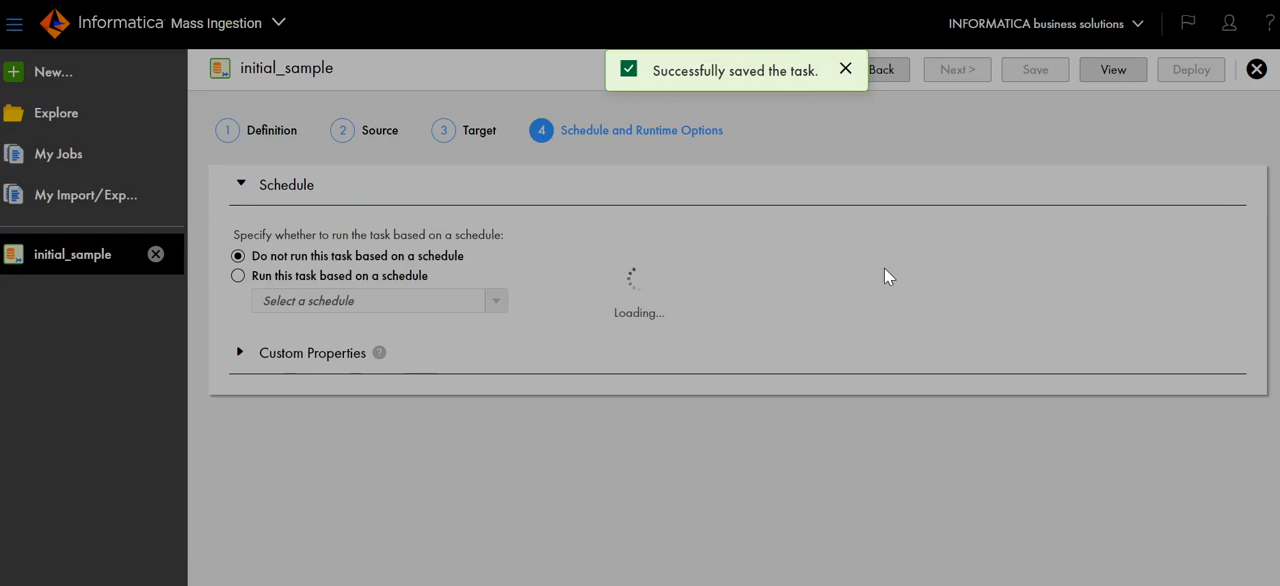 Informatica Mass Ingestion
INFORMATICA business solutions
?
New...
Explore
My Jobs
My Import/Exp...
initial_sample
initial_sample
Successfully saved the task.
Back
Next >
Save
View
Deploy
1 Definition
2 Source
3 Target
4 Schedule and Runtime Options
Schedule
Specify whether to run the task based on a schedule:
Do not run this task based on a schedule
Run this task based on a schedule
Select a schedule
Loading...
Custom Properties ?